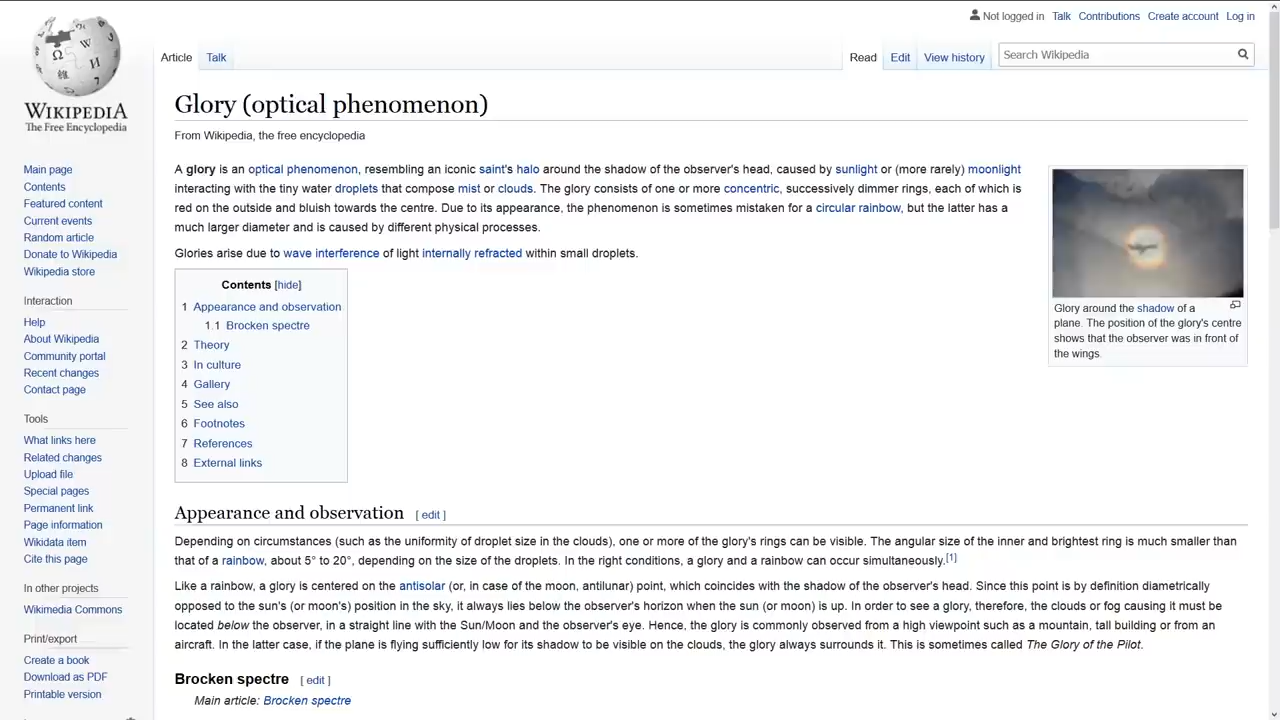 Not logged in Talk Contributions Create account Log in
Article Talk Read Edit View history Search Wikipedia
WIKIPEDIA
The Free Encyclopedia
Main page
Contents
Featured content
Current events
Random article
Donate to Wikipedia
Wikipedia store
Interaction
Help
About Wikipedia
Community portal
Recent changes
Contact page
Tools
What links here
Related changes
Upload file
Special pages
Permanent link
Page information
Wikidata item
Cite this page
In other projects
Wikimedia Commons
Print/export
Create a book
Download as PDF
Printable version
Glory (optical phenomenon)
From Wikipedia, the free encyclopedia
A glory is an optical phenomenon, resembling an iconic saint's halo around the shadow of the observer's head, caused by sunlight or (more rarely) moonlight
interacting with the tiny water droplets that compose mist or clouds. The glory consists of one or more concentric, successively dimmer rings, each of which is
red on the outside and bluish towards the centre. Due to its appearance, the phenomenon is sometimes mistaken for a circular rainbow, but the latter has a
much larger diameter and is caused by different physical processes.
Glories arise due to wave interference of light internally refracted within small droplets.
Glory around the shadow of a
plane. The position of the glory's centre
shows that the observer was in front of
the wings.
Contents [hide]
1 Appearance and observation
1.1 Brocken spectre
2 Theory
3 In culture
4 Gallery
5 See also
6 Footnotes
7 References
8 External links
Appearance and observation [ edit ]
Depending on circumstances (such as the uniformity of droplet size in the clouds), one or more of the glory's rings can be visible. The angular size of the inner and brightest ring is much smaller than
that of a rainbow, about 5° to 20°, depending on the size of the droplets. In the right conditions, a glory and a rainbow can occur simultaneously.[1]
Like a rainbow, a glory is centered on the antisolar (or, in case of the moon, antilunar) point, which coincides with the shadow of the observer's head. Since this point is by definition diametrically
opposed to the sun's (or moon's) position in the sky, it always lies below the observer's horizon when the sun (or moon) is up. In order to see a glory, therefore, the clouds or fog causing it must be
located below the observer, in a straight line with the Sun/Moon and the observer's eye. Hence, the glory is commonly observed from a high viewpoint such as a mountain, tall building or from an
aircraft. In the latter case, if the plane is flying sufficiently low for its shadow to be visible on the clouds, the glory always surrounds it. This is sometimes called The Glory of the Pilot.
Brocken spectre [ edit ]
Main article: Brocken spectre